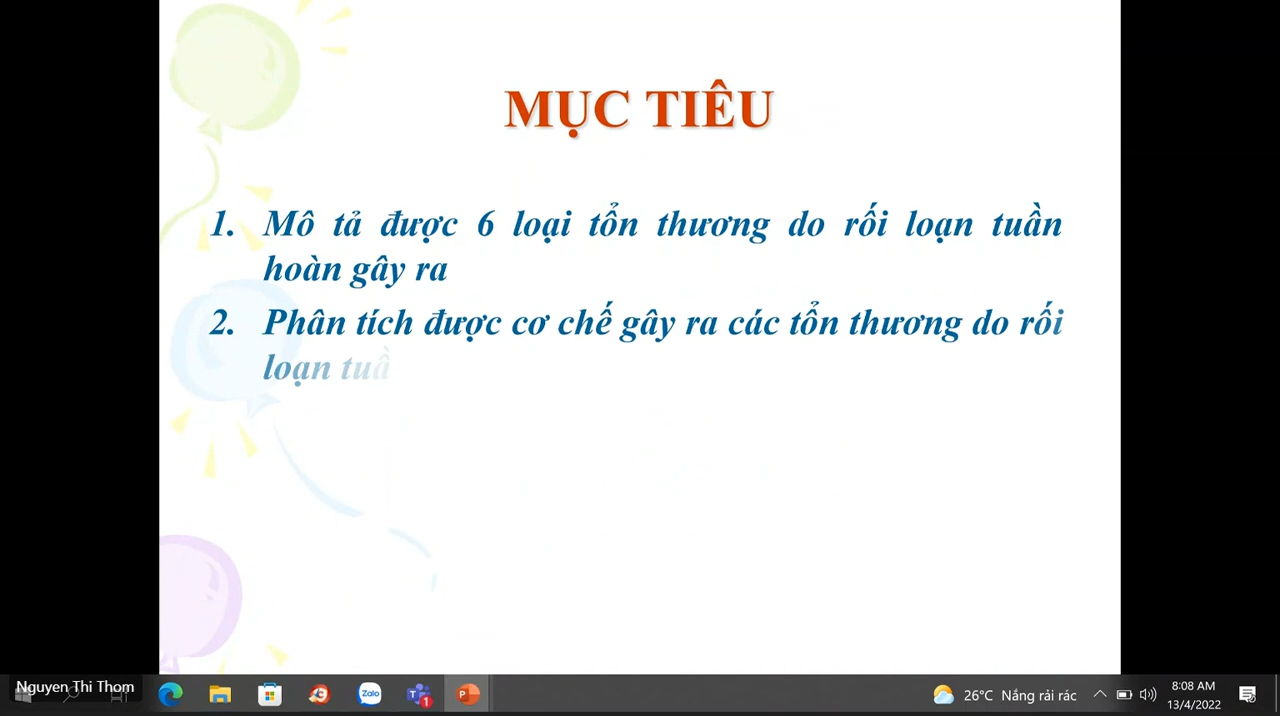 MỤC TIÊU
1. Mô tả được 6 loại tổn thương do rối loạn tuần
hoàn gây ra
2. Phân tích được cơ chế gây ra các tổn thương do rối
loạn tuầ
Nguyen Thi Thom
Zalo
26°C Nắng rải rác
8:08 AM
13/4/2022